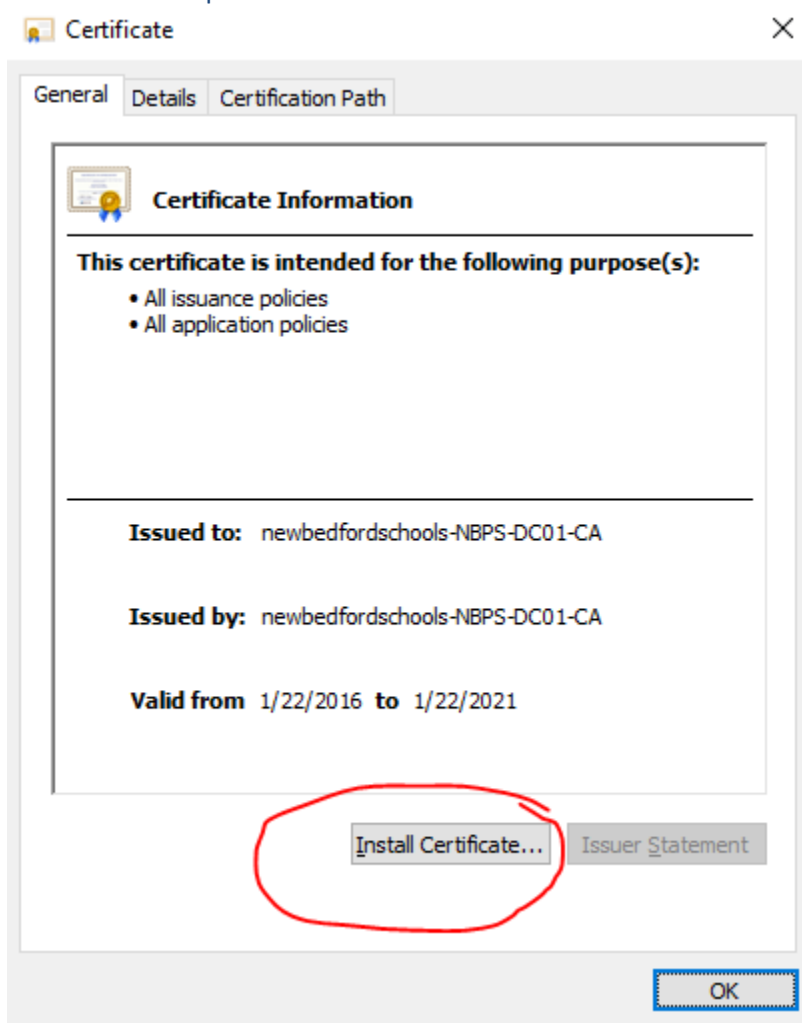 Certificate
General Details Certification Path
Certificate Information
This certificate is intended for the following purpose(s):
• All issuance policies
• All application policies
Issued to: newbedfordschools-NBPS-DC01-CA
Issued by: newbedfordschools-NBPS-DC01-CA
Valid from 1/22/2016 to 1/22/2021
Install Certificate... Issuer Statement
OK